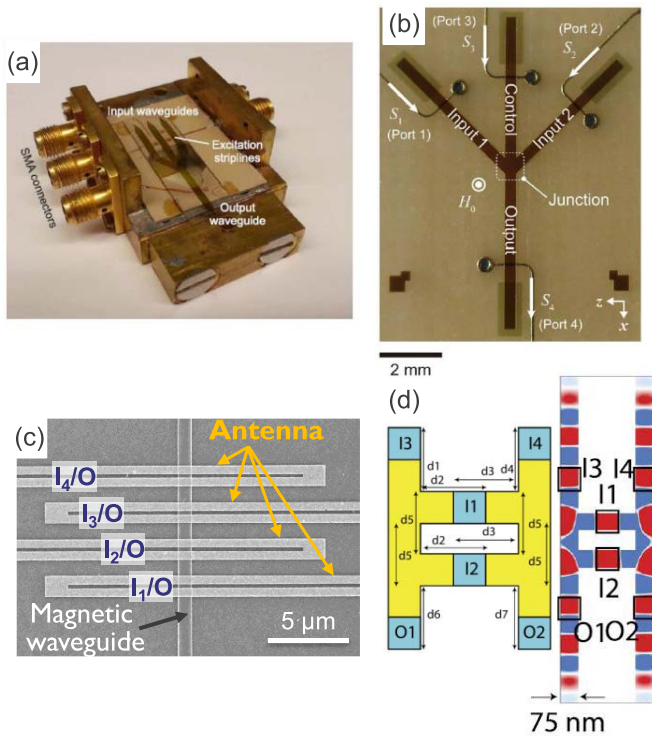 (a)
Input waveguides
Excitation
striplines
Output
waveguide
SMA connectors
(b)
(Port 3)
S3
(Port 2)
S2
S1
(Port 1)
Input 1
Control
Input 2
H0
Junction
Output
S4
(Port 4)
z
x
2 mm
(c)
Antenna
I4/O
I3/O
I2/O
I1/O
Magnetic
waveguide
5 µm
(d)
I3
I4
d1
d2
d3
d4
I1
d5
d5
d2
d3
d5
d5
I2
d6
d7
O1
O2
I3 I4
I1
I2
O1O2
75 nm